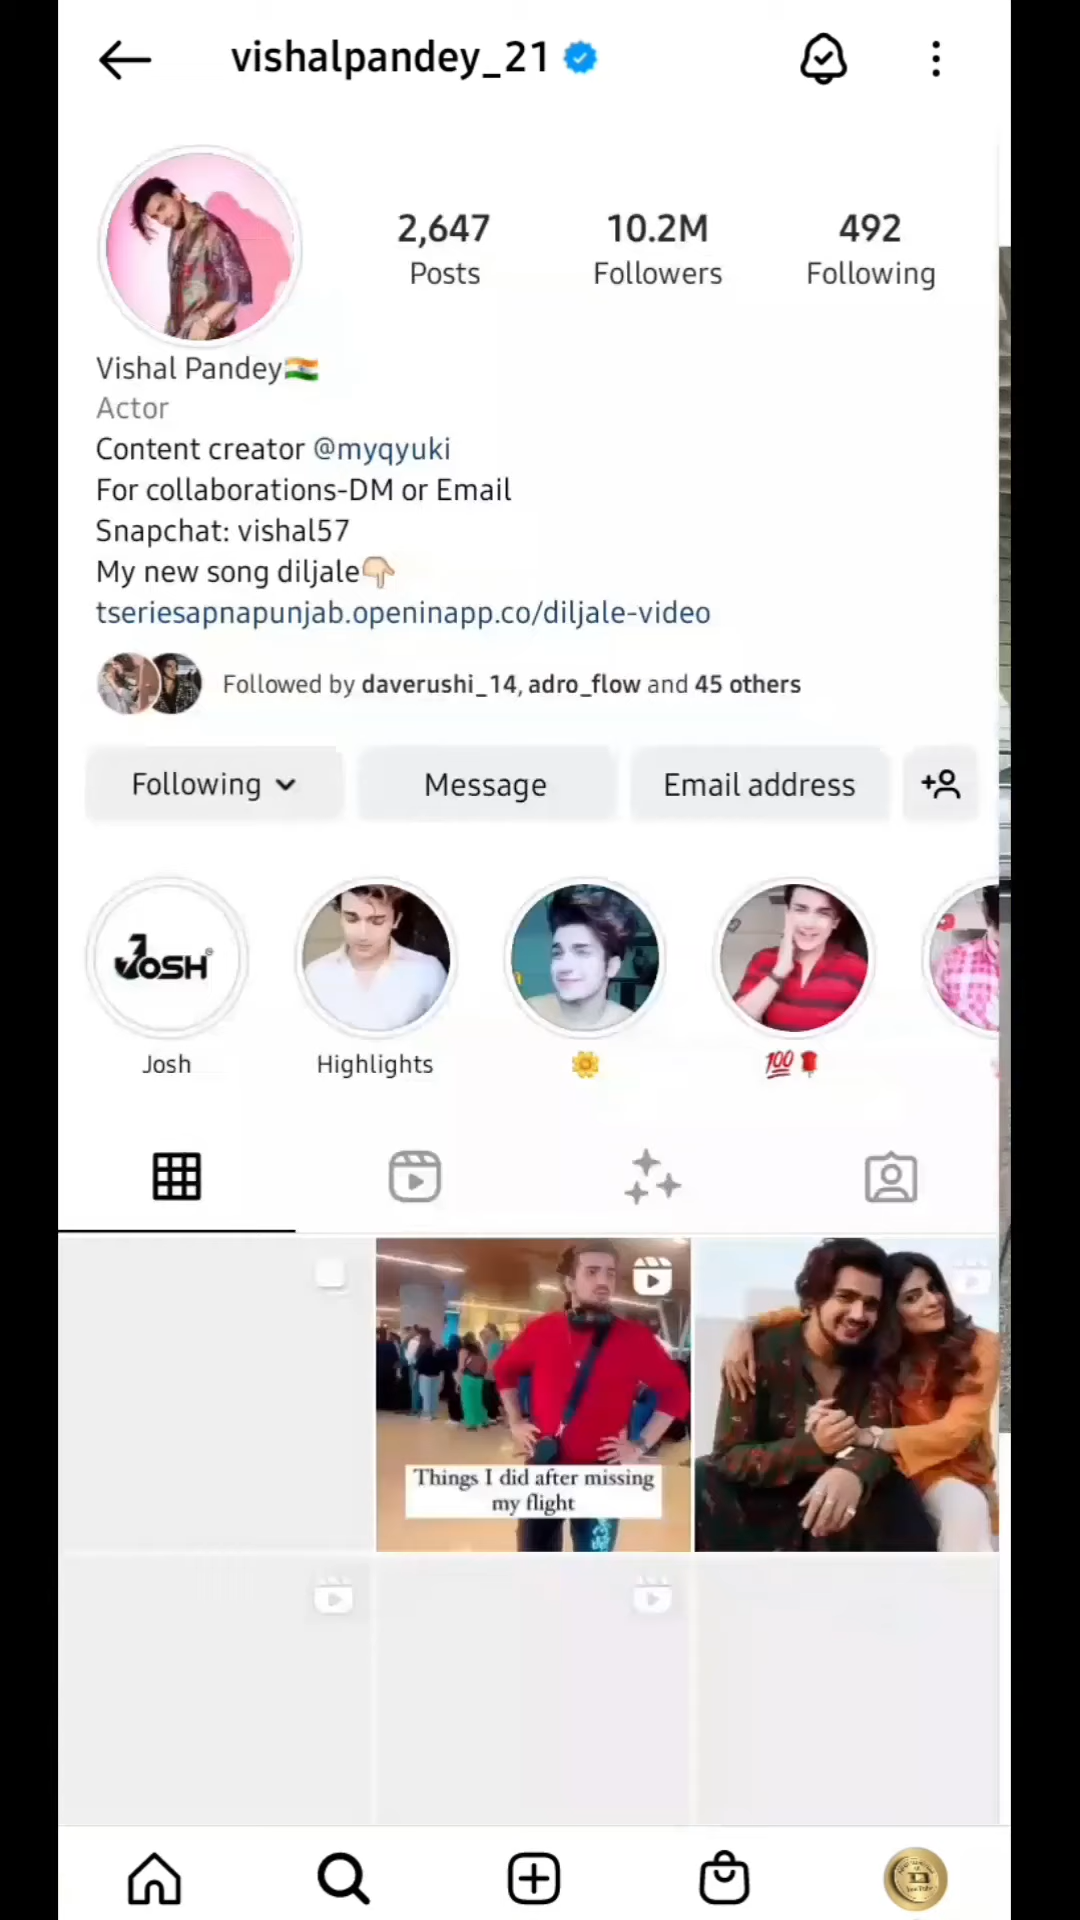 vishalpandey_21
2,647 10.2M 492
Posts Followers Following
Vishal Pandey🇮🇳
Actor
Content creator @myqyuki
For collaborations-DM or Email
Snapchat: vishal57
My new song diljale👇🏻
tseriesapnapunjab.openinapp.co/diljale-video
Followed by daverushi_14, adro_flow and 45 others
Following Message Email address
JOSH
Josh Highlights 🌼 💯🌹
Things I did after missing
my flight